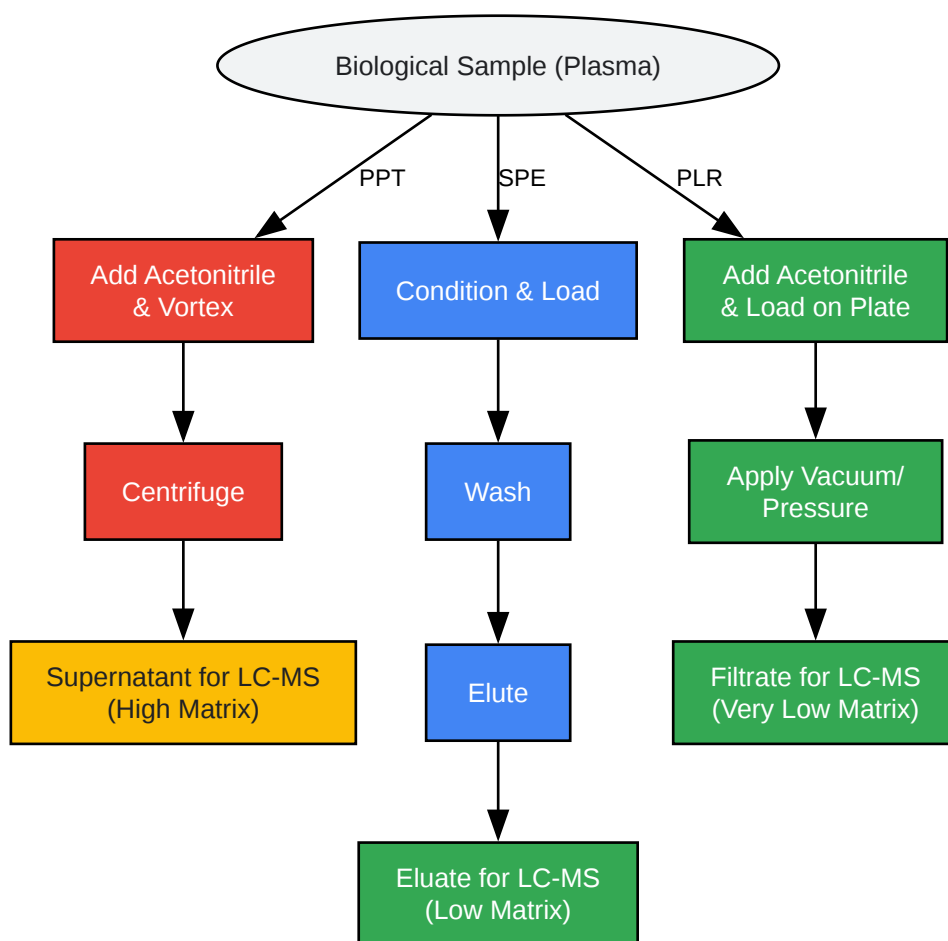 Biological Sample (Plasma)
PPT
SPE
PLR
Add Acetonitrile
& Vortex
Condition & Load
Add Acetonitrile
& Load on Plate
Centrifuge
Wash
Apply Vacuum/
Pressure
Supernatant for LC-MS
(High Matrix)
Elute
Filtrate for LC-MS
(Very Low Matrix)
Eluate for LC-MS
(Low Matrix)